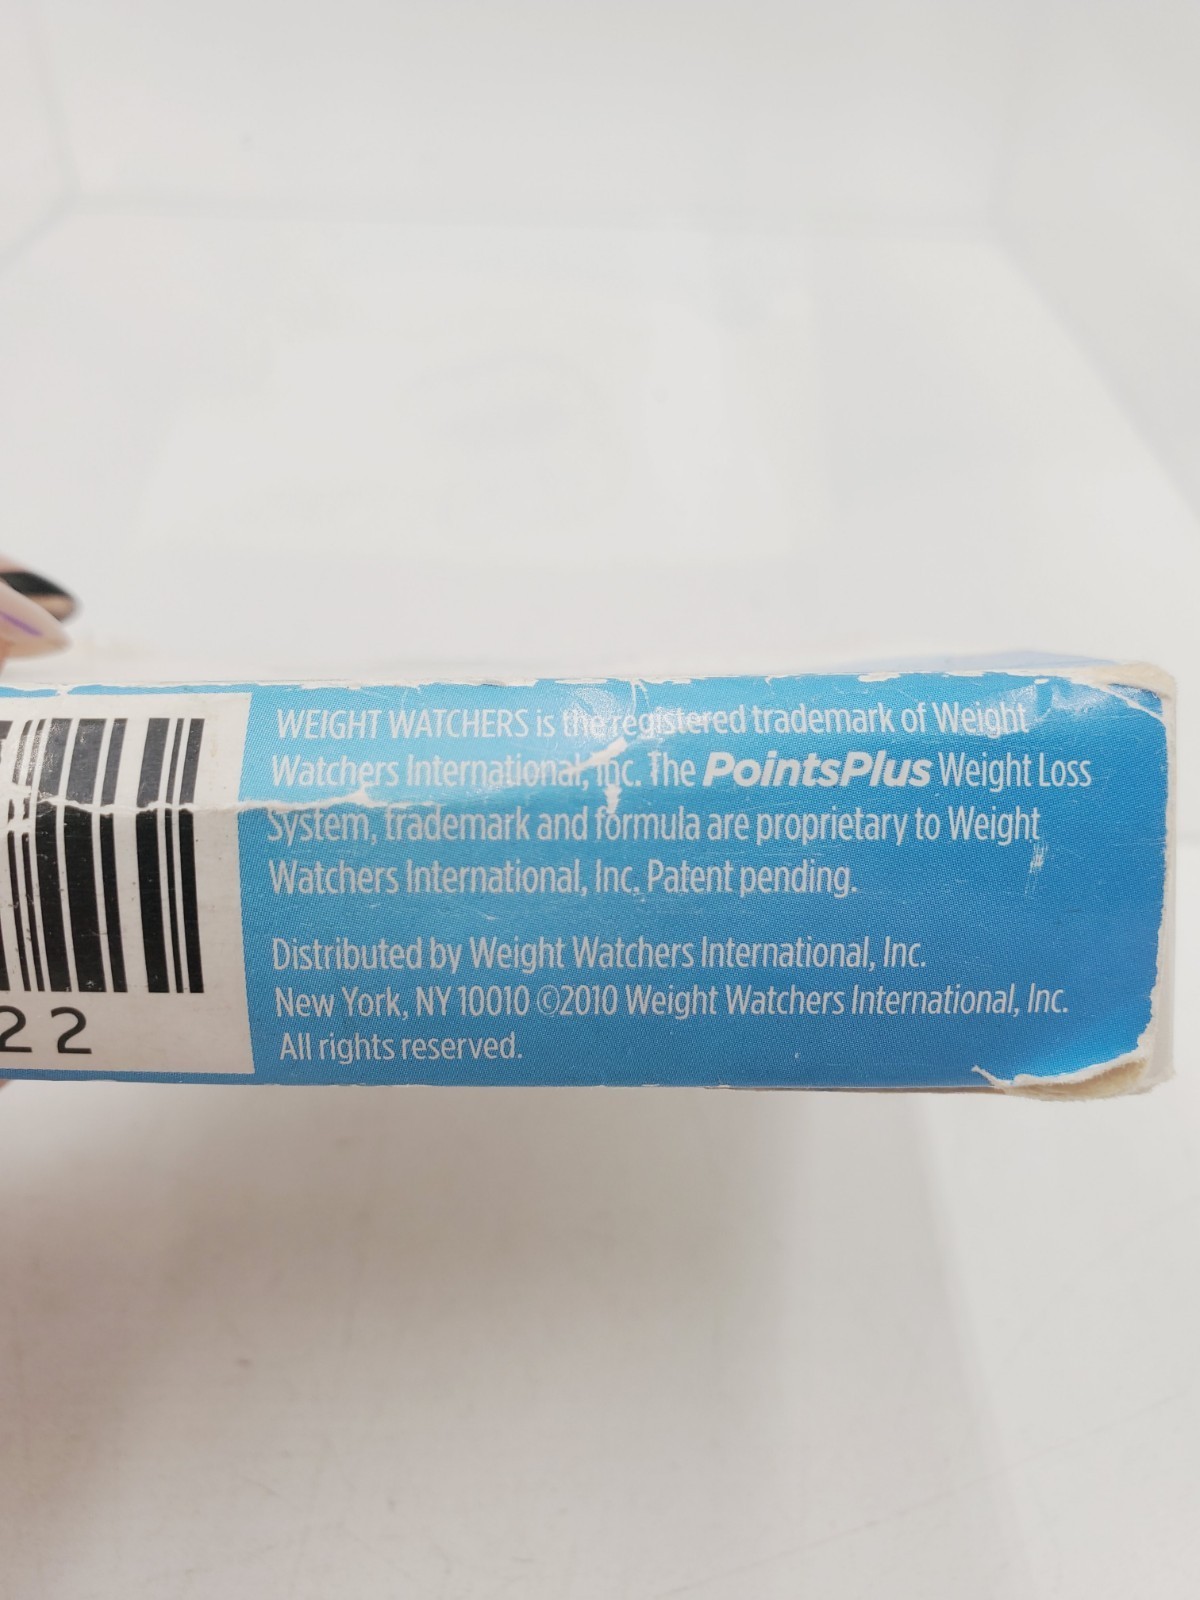 WEIGHT WATCHERS is the registered trademark of Weight
Watchers International, Inc. The PointsPlus Weight Loss
System, trademark and formula are proprietary to Weight
Watchers International, Inc. Patent pending.
Distributed by Weight Watchers International, Inc.
New York, NY 10010 ©2010 Weight Watchers International, Inc.
All rights reserved.
22